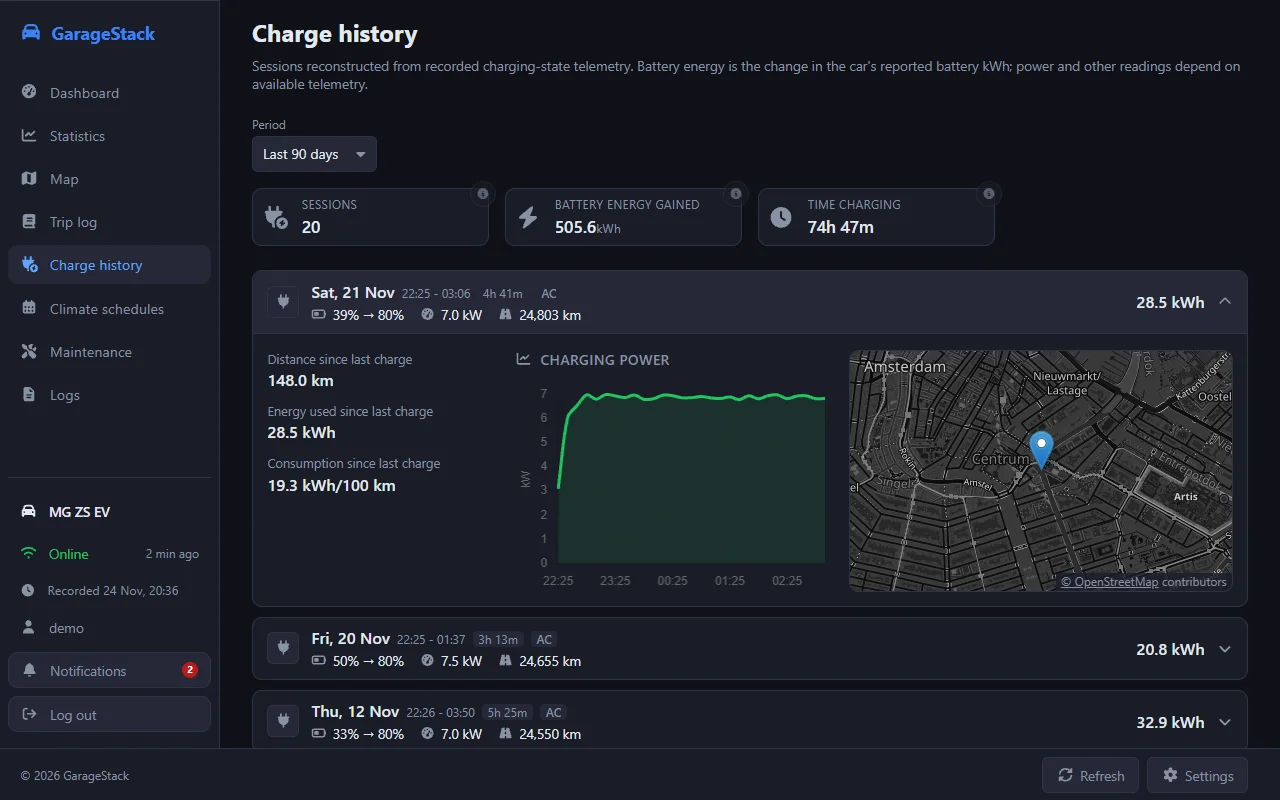 GarageStack
Dashboard
Statistics
Map
Trip log
Charge history
Climate schedules
Maintenance
Logs
MG ZS EV
Online 2 min ago
Recorded 24 Nov, 20:36
demo
Notifications 2
Log out
Charge history
Sessions reconstructed from recorded charging-state telemetry. Battery energy is the change in the car's reported battery kWh; power and other readings depend on
available telemetry.
Period
Last 90 days
SESSIONS
20
BATTERY ENERGY GAINED
505.6kWh
TIME CHARGING
74h 47m
Sat, 21 Nov 22:25 - 03:06 4h 41m AC
39% → 80% 7.0 kW 24,803 km
28.5 kWh
Distance since last charge
148.0 km
Energy used since last charge
28.5 kWh
Consumption since last charge
19.3 kWh/100 km
CHARGING POWER
7
6
5
4
3
2
1
0
kW
22:25 23:25 00:25 01:25 02:25
Amsterdam
Nieuwmarkt/
Lastage
Kattenburgerstr.
Oostel
Centrum
Rokin
Singel
Amstel
Entrepotdok
Artis
el
© OpenStreetMap contributors
Fri, 20 Nov 22:25 - 01:37 3h 13m AC
50% → 80% 7.5 kW 24,655 km
20.8 kWh
Thu, 12 Nov 22:26 - 03:50 5h 25m AC
33% → 80% 7.0 kW 24,550 km
32.9 kWh
© 2026 GarageStack
Refresh
Settings